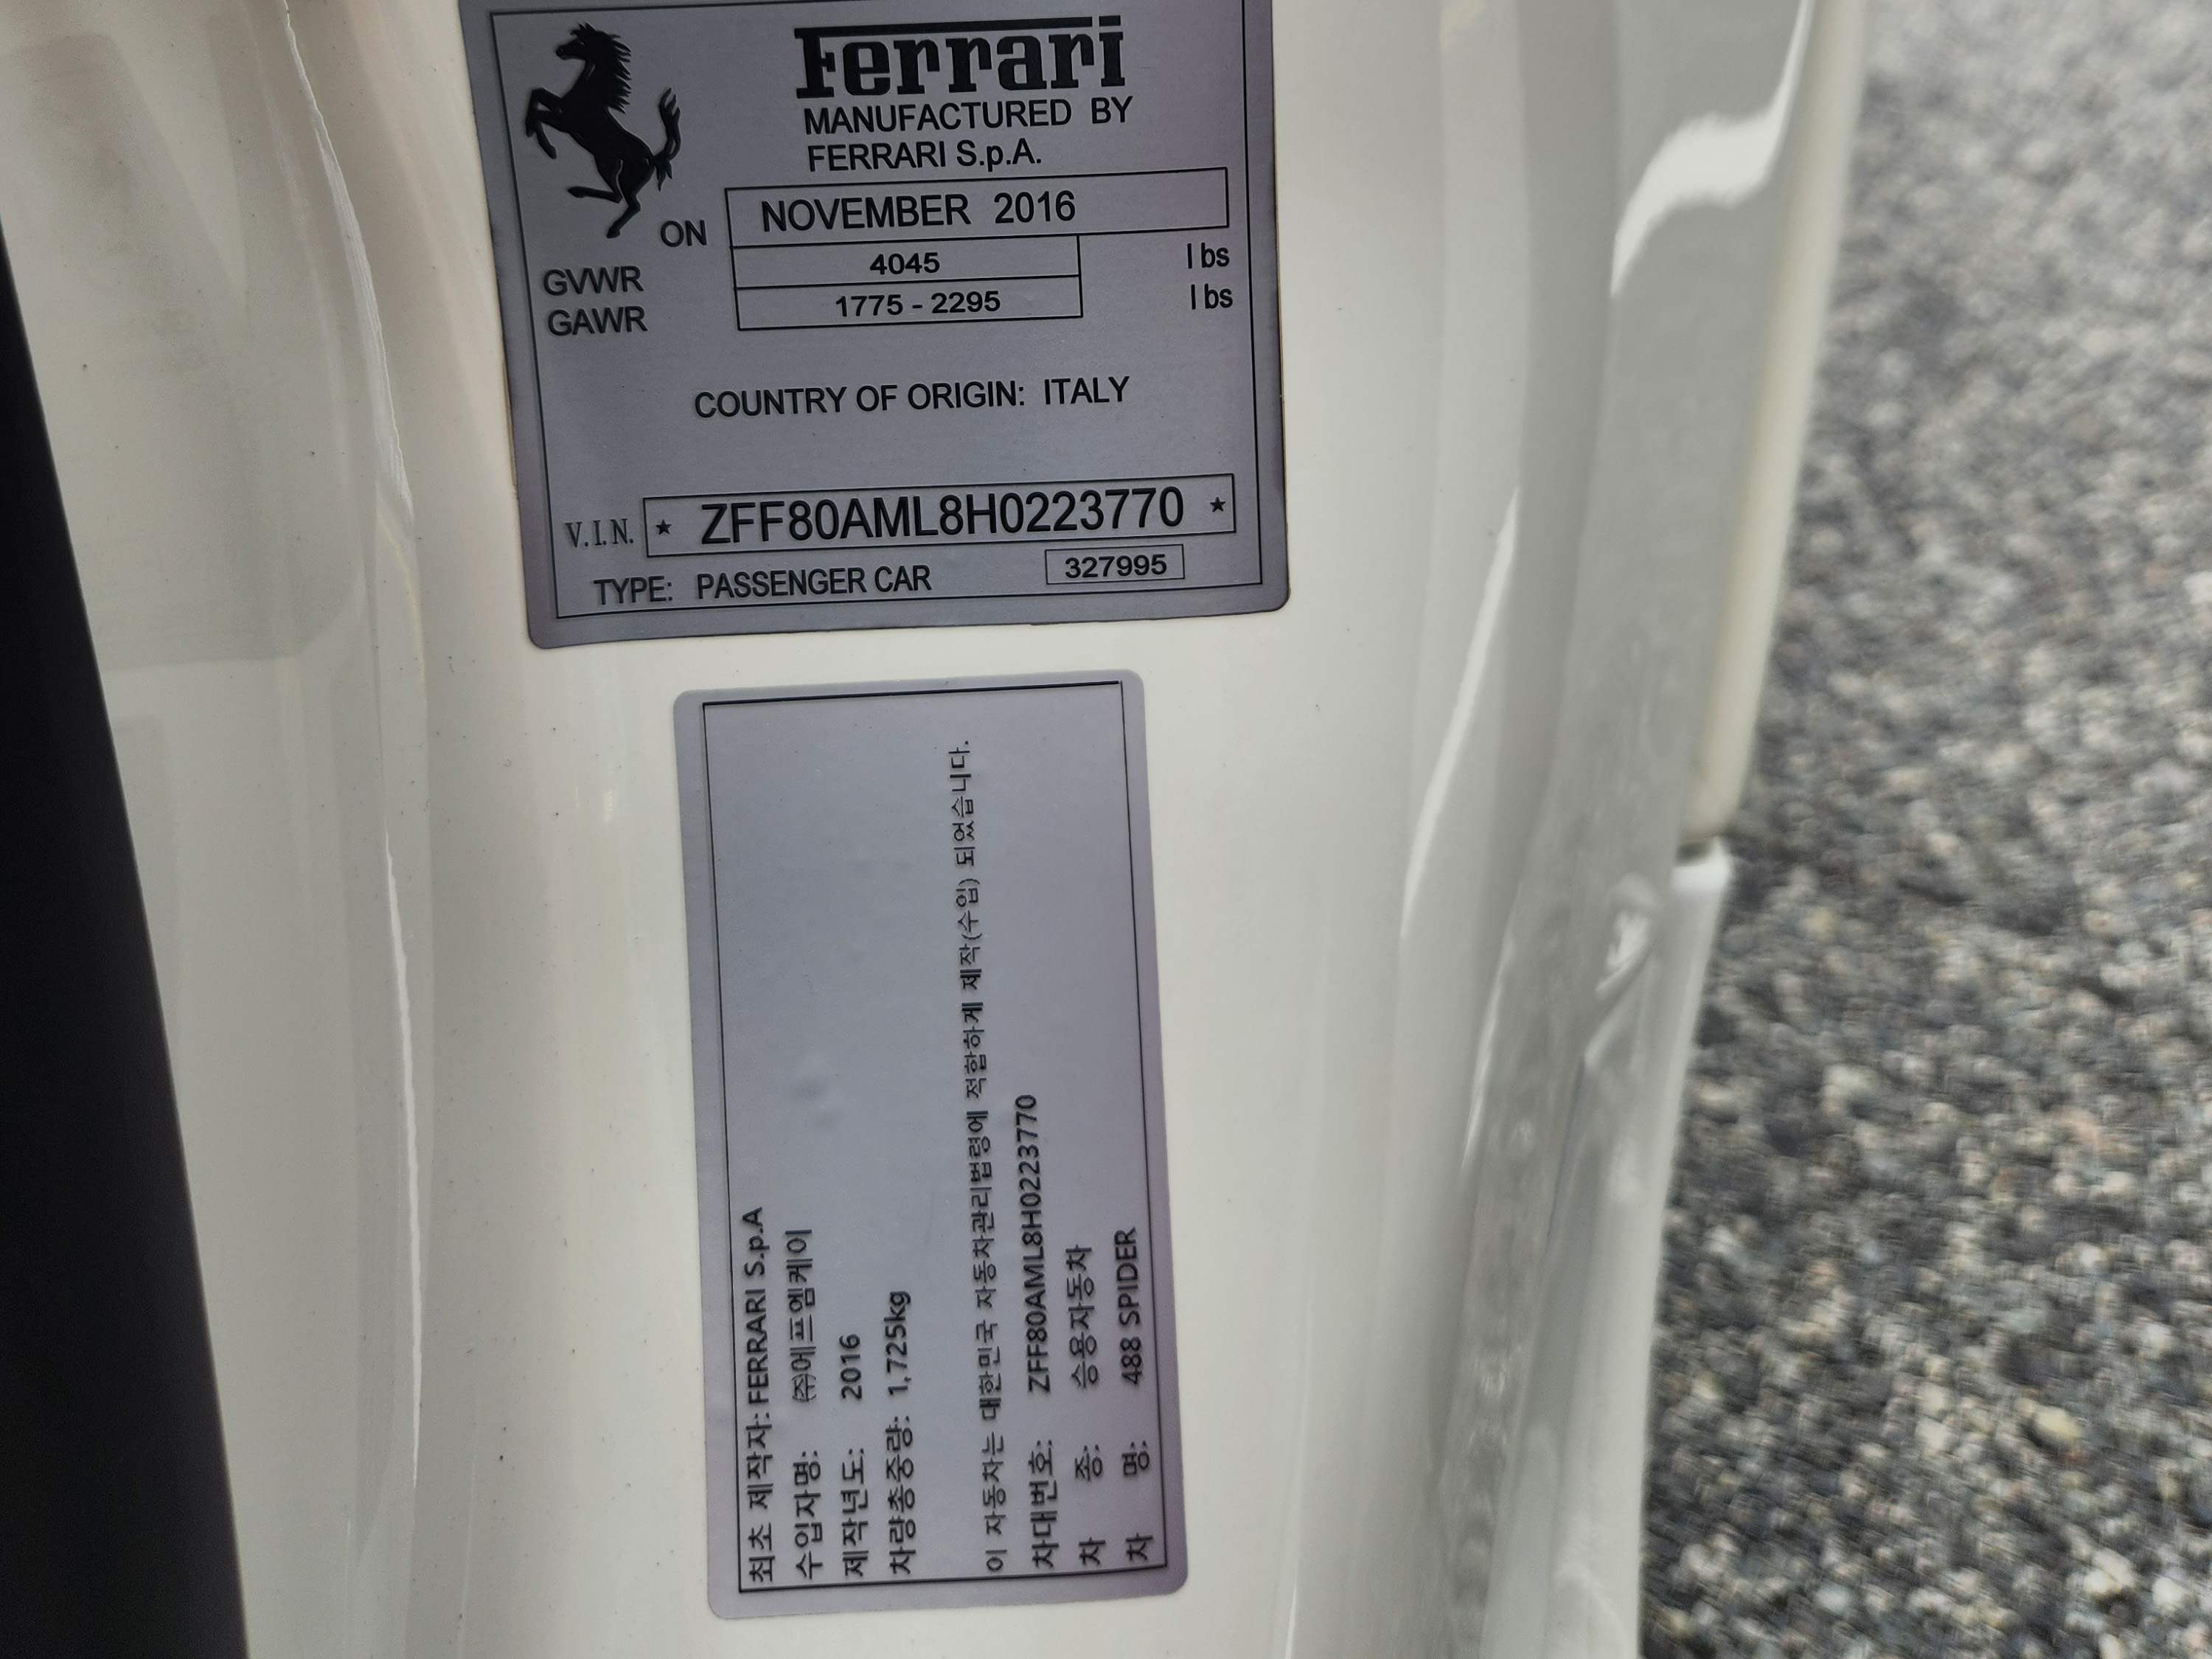 Ferrari
MANUFACTURED BY
FERRARI S.p.A.
ON NOVEMBER 2016
GVWR 4045 lbs
GAWR 1775 - 2295 lbs
COUNTRY OF ORIGIN: ITALY
V.I.N. ★ ZFF80AML8H0223770 ★
TYPE: PASSENGER CAR 327995
최초 제작자: FERRARI S.p.A
수입자명: (주)에프엠케이
제작년도: 2016
차량총중량: 1,725kg
이 자동차는 대한민국 자동차관리법령에 적합하게 제작(수입) 되었습니다.
차대번호: ZFF80AML8H0223770
차 종: 승용자동차
차 명: 488 SPIDER